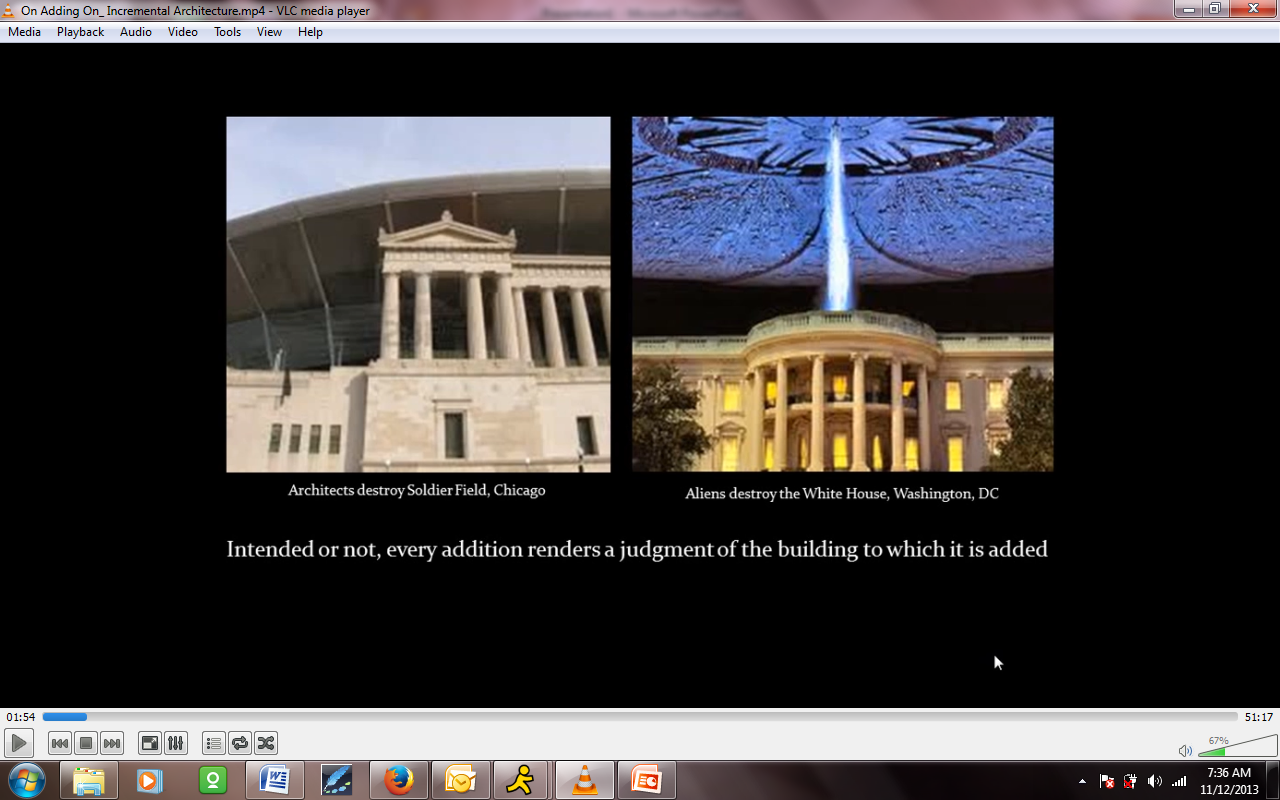 On Adding On_ Incremental Architecture.mp4 - VLC media player
Media Playback Audio Video Tools View Help
Architects destroy Soldier Field, Chicago
Aliens destroy the White House, Washington, DC
Intended or not, every addition renders a judgment of the building to which it is added
01:54
51:17
67%
7:36 AM
11/12/2013